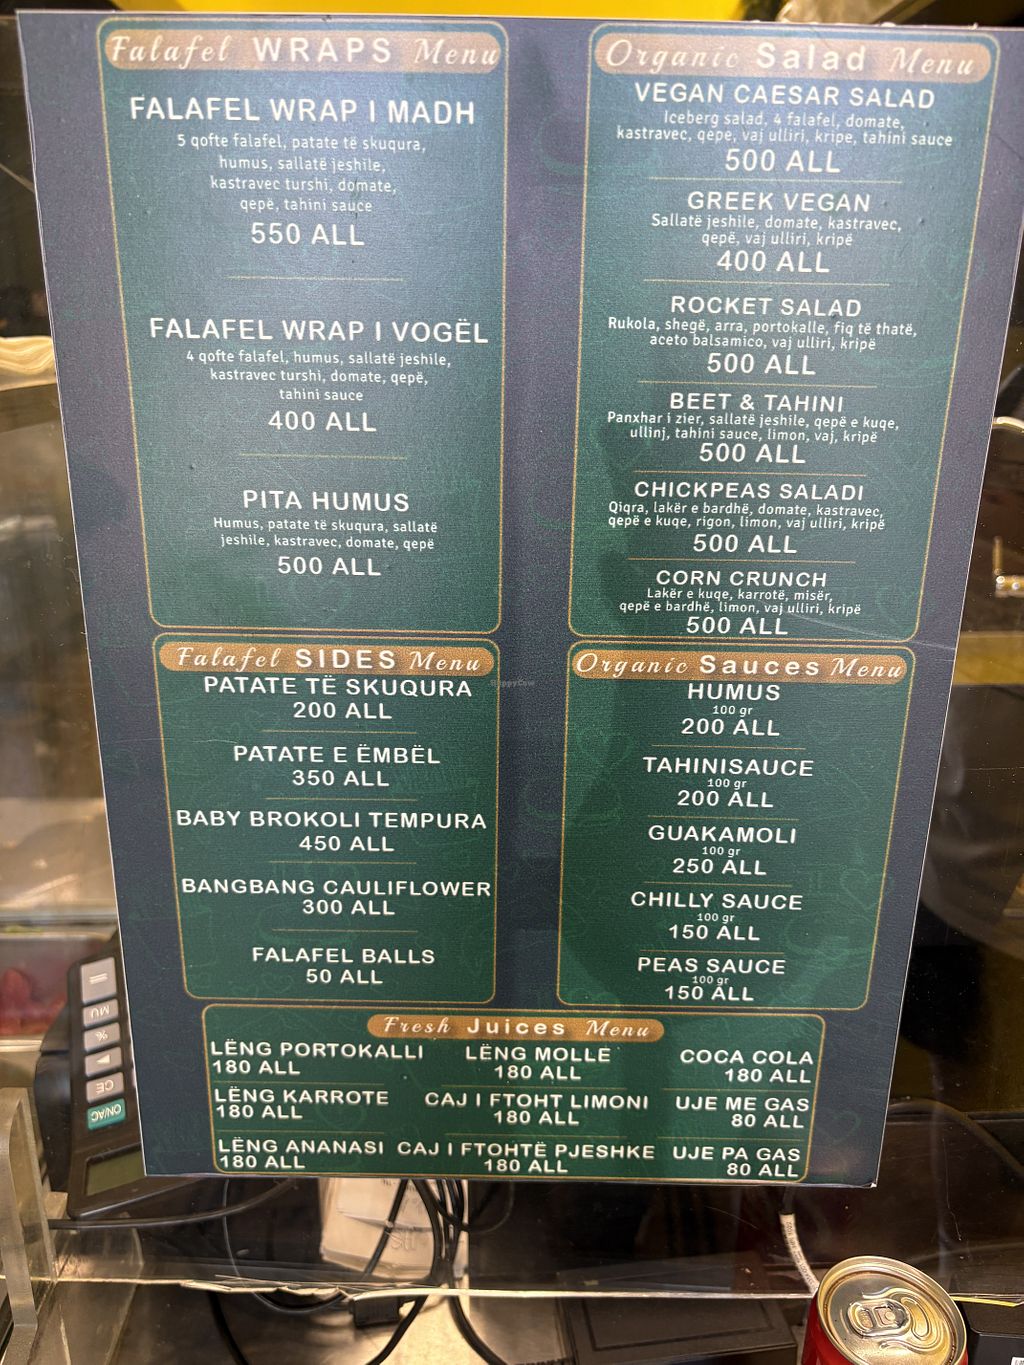 Falafel WRAPS Menu
FALAFEL WRAP I MADH
5 qofte falafel, patate të skuqura,
humus, sallatë jeshile,
kastravec turshi, domate,
qepë, tahini sauce
550 ALL
FALAFEL WRAP I VOGËL
4 qofte falafel, humus, sallatë jeshile,
kastravec turshi, domate, qepë,
tahini sauce
400 ALL
PITA HUMUS
Humus, patate të skuqura, sallatë
jeshile, kastravec, domate, qepë
500 ALL
Organic Salad Menu
VEGAN CAESAR SALAD
Iceberg salad, 4 falafel, domate,
kastravec, qepe, vaj ulliri, kripe, tahini sauce
500 ALL
GREEK VEGAN
Sallatë jeshile, domate, kastravec,
qepë, vaj ulliri, kripë
400 ALL
ROCKET SALAD
Rukola, shegë, arra, portokalle, fiq të thatë,
aceto balsamico, vaj ulliri, kripë
500 ALL
BEET & TAHINI
Panxhar i zier, sallatë jeshile, qepë e kuqe,
ullinj, tahini sauce, limon, vaj, kripë
500 ALL
CHICKPEAS SALADI
Qiqra, lakër e bardhë, domate, kastravec,
qepë e kuqe, rigon, limon, vaj ulliri, kripë
500 ALL
CORN CRUNCH
Lakër e kuqe, karrotë, misër,
qepë e bardhë, limon, vaj ulliri, kripë
500 ALL
Falafel SIDES Menu
PATATE TË SKUQURA
200 ALL
PATATE E ËMBËL
350 ALL
BABY BROKOLI TEMPURA
450 ALL
BANGBANG CAULIFLOWER
300 ALL
FALAFEL BALLS
50 ALL
Organic Sauces Menu
HUMUS
100 gr
200 ALL
TAHINISAUCE
100 gr
200 ALL
GUAKAMOLI
100 gr
250 ALL
CHILLY SAUCE
100 gr
150 ALL
PEAS SAUCE
100 gr
150 ALL
Fresh Juices Menu
LËNG PORTOKALLI
180 ALL
LËNG MOLLË
180 ALL
COCA COLA
180 ALL
LËNG KARROTE
180 ALL
CAJ I FTOHT LIMONI
180 ALL
UJE ME GAS
80 ALL
LËNG ANANASI
180 ALL
CAJ I FTOHTË PJESHKE
180 ALL
UJE PA GAS
80 ALL
HappyCow
MU
%
CE
ON/AC